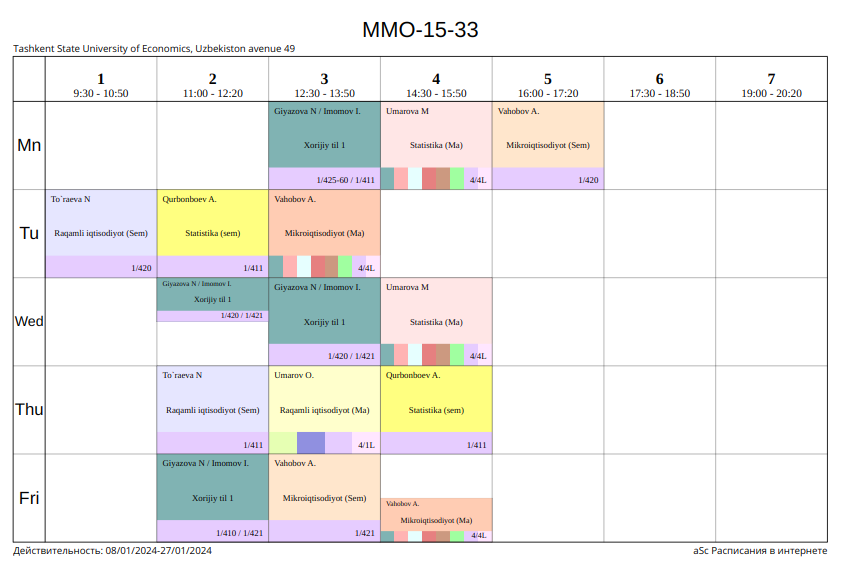 MMO-15-33
Tashkent State University of Economics, Uzbekiston avenue 49
1 2 3 4 5 6 7
9:30 - 10:50 11:00 - 12:20 12:30 - 13:50 14:30 - 15:50 16:00 - 17:20 17:30 - 18:50 19:00 - 20:20
Mn
Giyazova N / Imomov I. Umarova M Vahobov A.
Xorijiy til 1 Statistika (Ma) Mikroiqtisodiyot (Sem)
1/425-60 / 1/411 4/4L 1/420
Tu
To`raeva N Qurbonboev A. Vahobov A.
Raqamli iqtisodiyot (Sem) Statistika (sem) Mikroiqtisodiyot (Ma)
1/420 1/411 4/4L
Wed
Giyazova N / Imomov I. Giyazova N / Imomov I. Umarova M
Xorijiy til 1 Xorijiy til 1 Statistika (Ma)
1/420 / 1/421 1/420 / 1/421 4/4L
Thu
To`raeva N Umarov O. Qurbonboev A.
Raqamli iqtisodiyot (Sem) Raqamli iqtisodiyot (Ma) Statistika (sem)
1/411 4/1L 1/411
Fri
Giyazova N / Imomov I. Vahobov A. Vahobov A.
Xorijiy til 1 Mikroiqtisodiyot (Sem) Mikroiqtisodiyot (Ma)
1/410 / 1/421 1/421 4/4L
Действительность: 08/01/2024-27/01/2024 aSc Расписания в интернете